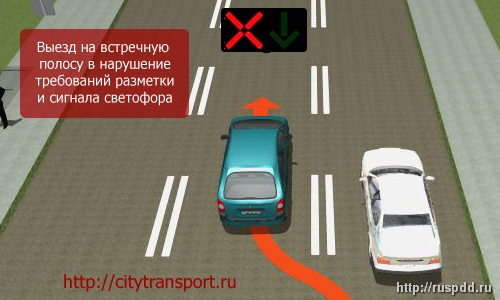 Выезд на встречную
полосу в нарушение
требований разметки
и сигнала светофора
http://citytransport.ru
http://ruspdd.ru